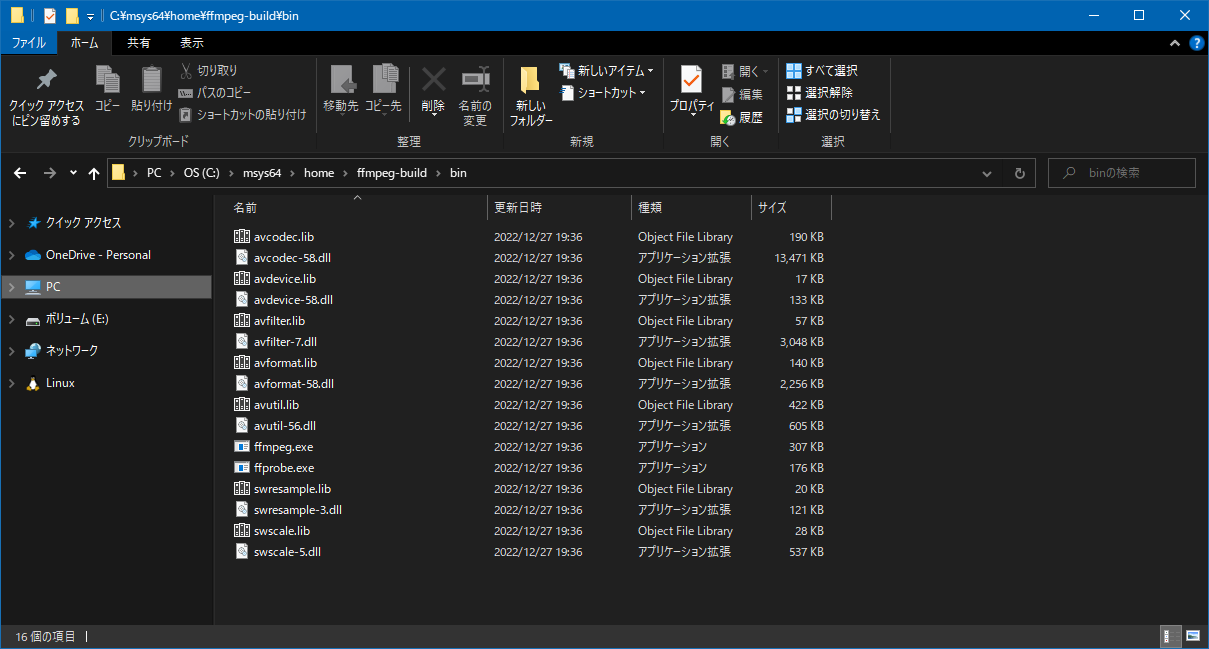 C:¥msys64¥home¥ffmpeg-build¥bin
ファイル ホーム 共有 表示
クイック アクセス
にピン留めする
コピー
貼り付け
切り取り
パスのコピー
ショートカットの貼り付け
クリップボード
移動先
コピー先
削除
名前の
変更
整理
新しい
フォルダー
新しいアイテム
ショートカット
新規
プロパティ
開く
編集
履歴
開く
すべて選択
選択解除
選択の切り替え
選択
PC OS (C:) msys64 home ffmpeg-build bin
binの検索
クイック アクセス
OneDrive - Personal
PC
ボリューム (E:)
ネットワーク
Linux
名前 更新日時 種類 サイズ
avcodec.lib 2022/12/27 19:36 Object File Library 190 KB
avcodec-58.dll 2022/12/27 19:36 アプリケーション拡張 13,471 KB
avdevice.lib 2022/12/27 19:36 Object File Library 17 KB
avdevice-58.dll 2022/12/27 19:36 アプリケーション拡張 133 KB
avfilter.lib 2022/12/27 19:36 Object File Library 57 KB
avfilter-7.dll 2022/12/27 19:36 アプリケーション拡張 3,048 KB
avformat.lib 2022/12/27 19:36 Object File Library 140 KB
avformat-58.dll 2022/12/27 19:36 アプリケーション拡張 2,256 KB
avutil.lib 2022/12/27 19:36 Object File Library 422 KB
avutil-56.dll 2022/12/27 19:36 アプリケーション拡張 605 KB
ffmpeg.exe 2022/12/27 19:36 アプリケーション 307 KB
ffprobe.exe 2022/12/27 19:36 アプリケーション 176 KB
swresample.lib 2022/12/27 19:36 Object File Library 20 KB
swresample-3.dll 2022/12/27 19:36 アプリケーション拡張 121 KB
swscale.lib 2022/12/27 19:36 Object File Library 28 KB
swscale-5.dll 2022/12/27 19:36 アプリケーション拡張 537 KB
16 個の項目